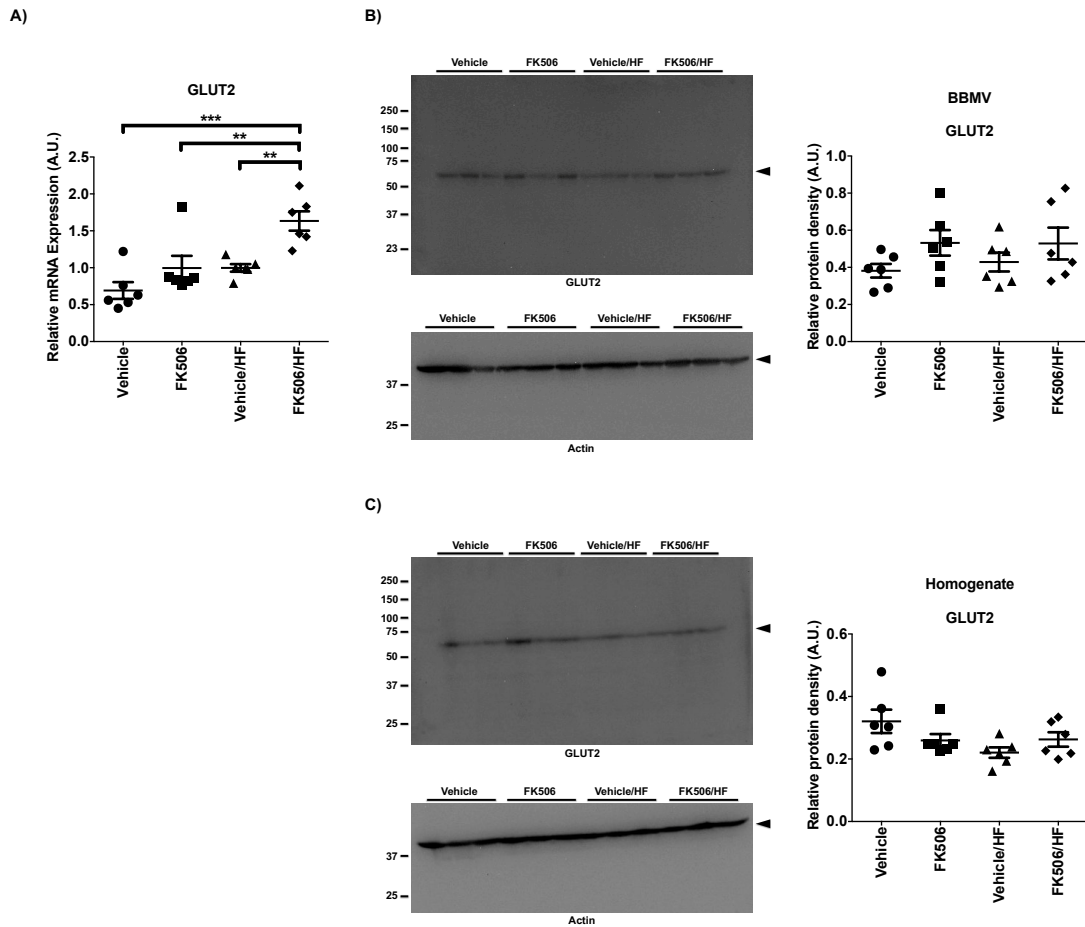 A)
GLUT2
***
**
**
Relative mRNA Expression (A.U.)
2.5
2.0
1.5
1.0
0.5
0.0
Vehicle
FK506
Vehicle/HF
FK506/HF
B)
Vehicle FK506 Vehicle/HF FK506/HF
250
150
100
75
50
37
23
GLUT2
Vehicle FK506 Vehicle/HF FK506/HF
37
25
Actin
BBMV
GLUT2
Relative protein density (A.U.)
1.0
0.8
0.6
0.4
0.2
0.0
Vehicle
FK506
Vehicle/HF
FK506/HF
C)
Vehicle FK506 Vehicle/HF FK506/HF
250
150
100
75
50
37
25
GLUT2
Vehicle FK506 Vehicle/HF FK506/HF
37
25
Actin
Homogenate
GLUT2
Relative protein density (A.U.)
0.6
0.4
0.2
0.0
Vehicle
FK506
Vehicle/HF
FK506/HF